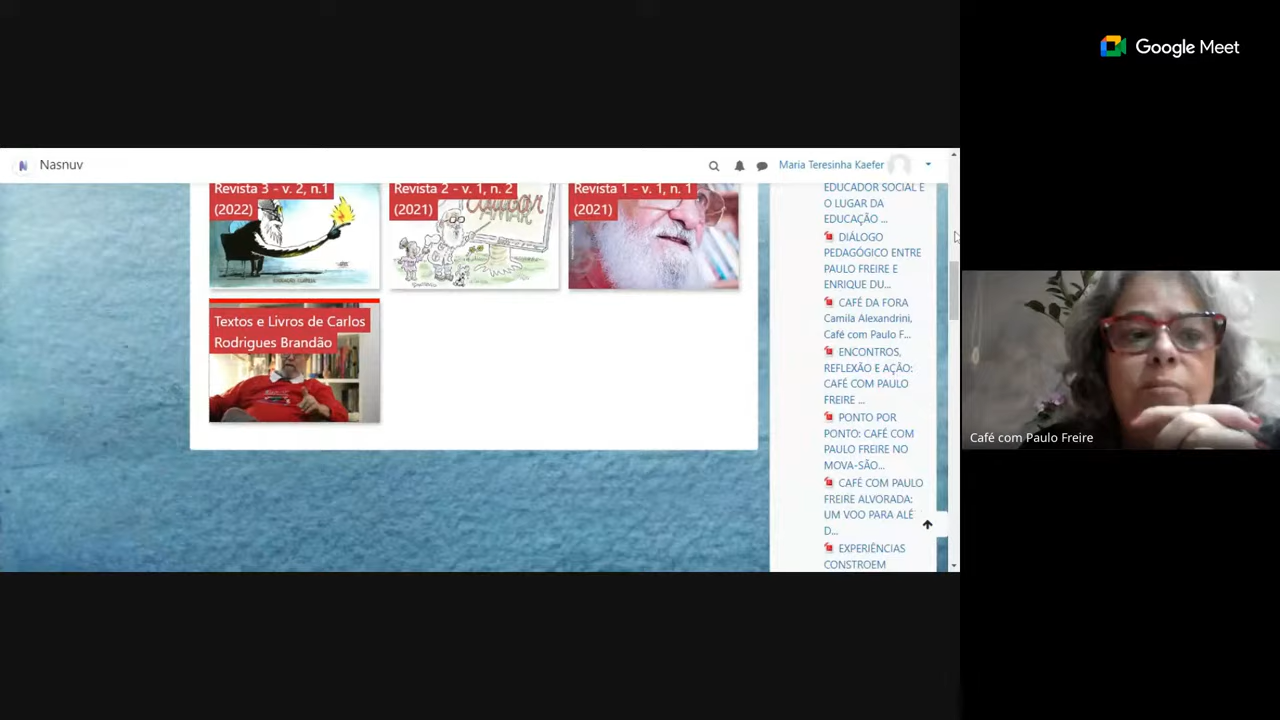 Google Meet
Nasnuv
Maria Teresinha Kaefer
Revista 3 - v. 2, n.1
(2022)
Revista 2 - v. 1, n. 2
(2021)
Revista 1 - v. 1, n. 1
(2021)
Textos e Livros de Carlos
Rodrigues Brandão
EDUCADOR SOCIAL E
O LUGAR DA
EDUCAÇÃO ...
DIÁLOGO
PEDAGÓGICO ENTRE
PAULO FREIRE E
ENRIQUE DU...
CAFÉ DA FORA
Camila Alexandrini,
Café com Paulo F...
ENCONTROS,
REFLEXÃO E AÇÃO:
CAFÉ COM PAULO
FREIRE ...
PONTO POR
PONTO: CAFÉ COM
PAULO FREIRE NO
MOVA-SÃO...
CAFÉ COM PAULO
FREIRE ALVORADA:
UM VOO PARA ALÉ
D...
EXPERIÊNCIAS
CONSTROEM
Café com Paulo Freire